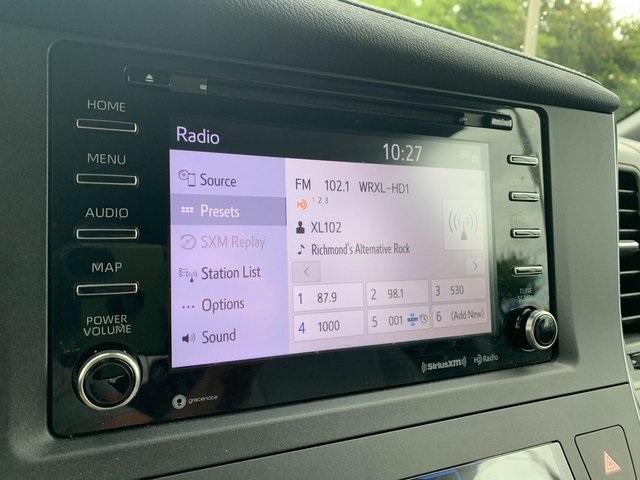 HOME
MENU
AUDIO
MAP
POWER
VOLUME
Radio
10:27
Source
Presets
SXM Replay
Station List
Options
Sound
FM 102.1 WRXL-HD1
1 2 3
XL102
Richmond's Alternative Rock
1 87.9
2 98.1
3 530
4 1000
5 001 sxm
6 (Add New)
TUNE
SCROLL
gracenote
SiriusXM
HD Radio